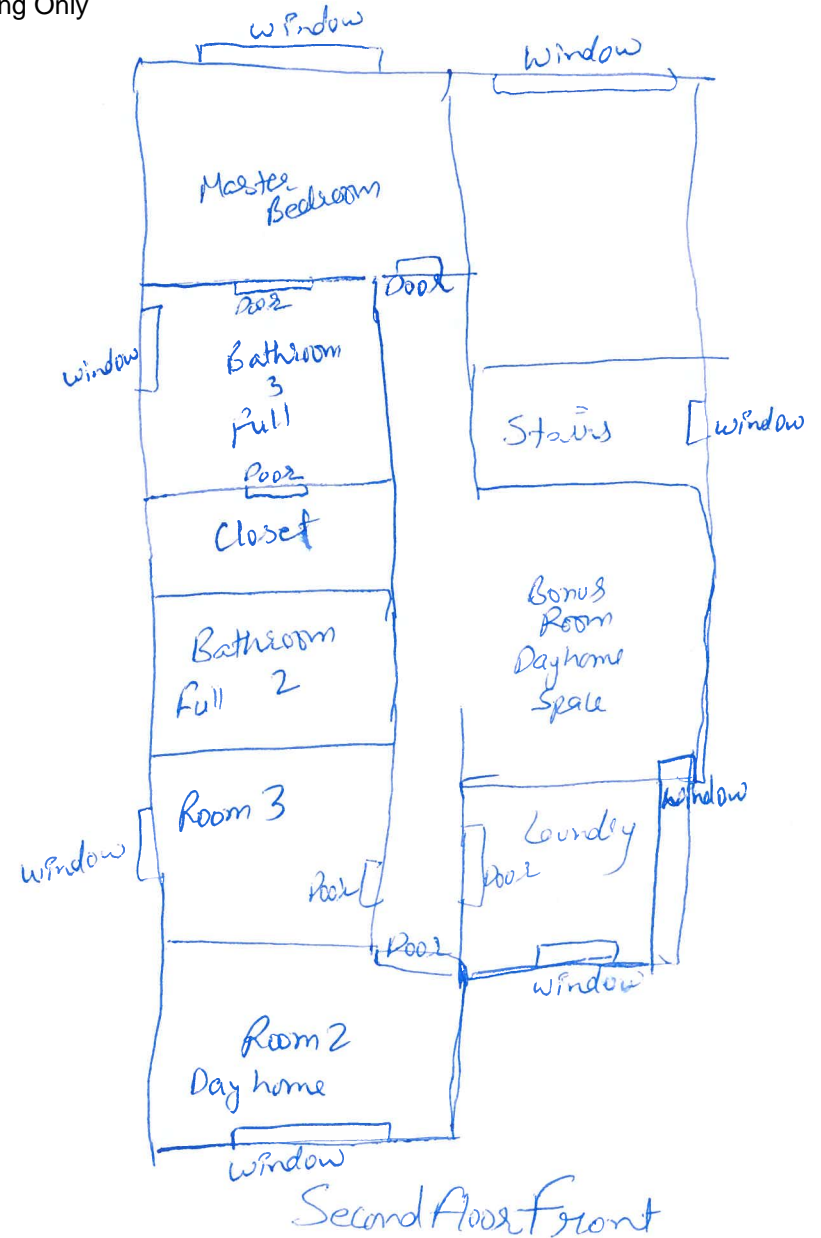 ng Only
Window
Window
Master
Bedroom
Door
Door
Window
Bathroom
3
Full
Stairs
Window
Door
Closet
Bonus
Room
Dayhome
Space
Bathroom
Full 2
Window
Room 3
Laundry
Window
Door
Door
Door
Window
Room 2
Day home
Window
Second floor Front